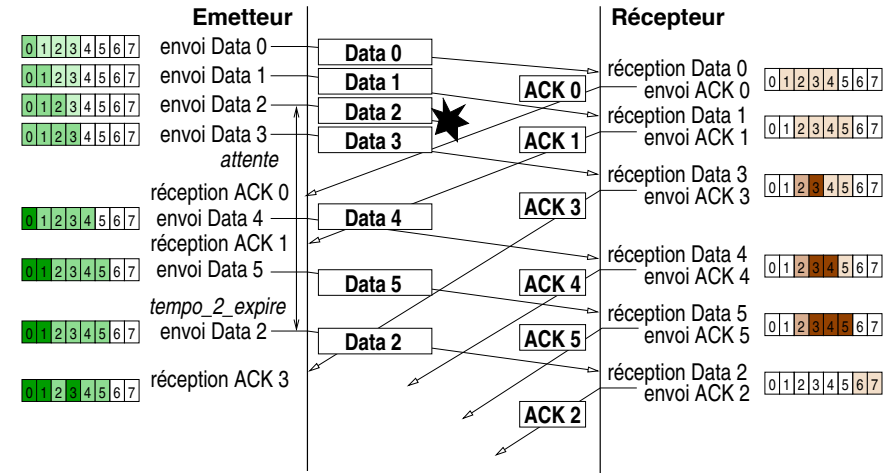 Emetteur
Récepteur
0 1 2 3 4 5 6 7
envoi Data 0
Data 0
réception Data 0
envoi ACK 0
ACK 0
0 1 2 3 4 5 6 7
0 1 2 3 4 5 6 7
envoi Data 1
Data 1
réception Data 1
envoi ACK 1
ACK 1
0 1 2 3 4 5 6 7
0 1 2 3 4 5 6 7
envoi Data 2
Data 2
0 1 2 3 4 5 6 7
envoi Data 3
Data 3
attente
réception Data 3
envoi ACK 3
ACK 3
0 1 2 3 4 5 6 7
réception ACK 0
0 1 2 3 4 5 6 7
envoi Data 4
Data 4
réception ACK 1
réception Data 4
envoi ACK 4
ACK 4
0 1 2 3 4 5 6 7
0 1 2 3 4 5 6 7
envoi Data 5
Data 5
réception Data 5
envoi ACK 5
ACK 5
0 1 2 3 4 5 6 7
tempo_2_expire
0 1 2 3 4 5 6 7
envoi Data 2
Data 2
réception Data 2
envoi ACK 2
ACK 2
0 1 2 3 4 5 6 7
0 1 2 3 4 5 6 7
réception ACK 3